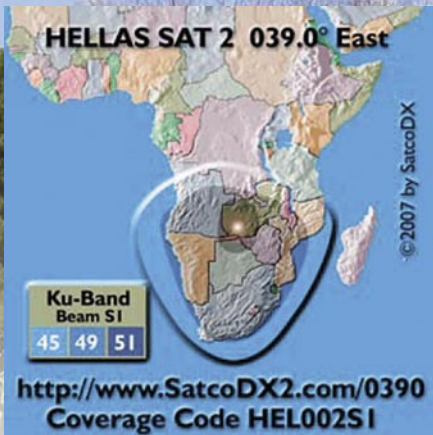 HELLAS SAT 2 039.0° East
©2007 by SatcoDX
Ku-Band
Beam S1
45 49 51
http://www.SatcoDX2.com/0390
Coverage Code HEL002S1